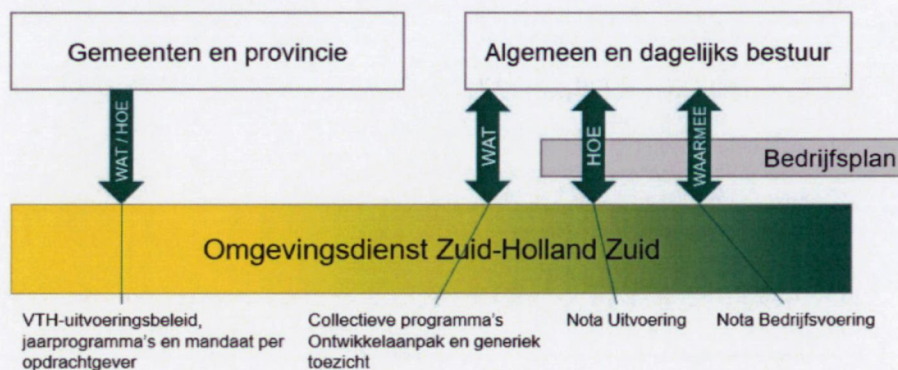 Gemeenten en provincie
Algemeen en dagelijks bestuur
WAT / HOE
WAT
HOE
WAARMEE
Bedrijfsplan
Omgevingsdienst Zuid-Holland Zuid
VTH-uitvoeringsbeleid,
jaarprogramma's en mandaat per
opdrachtgever
Collectieve programma's
Ontwikkelaanpak en generiek
toezicht
Nota Uitvoering
Nota Bedrijfsvoering